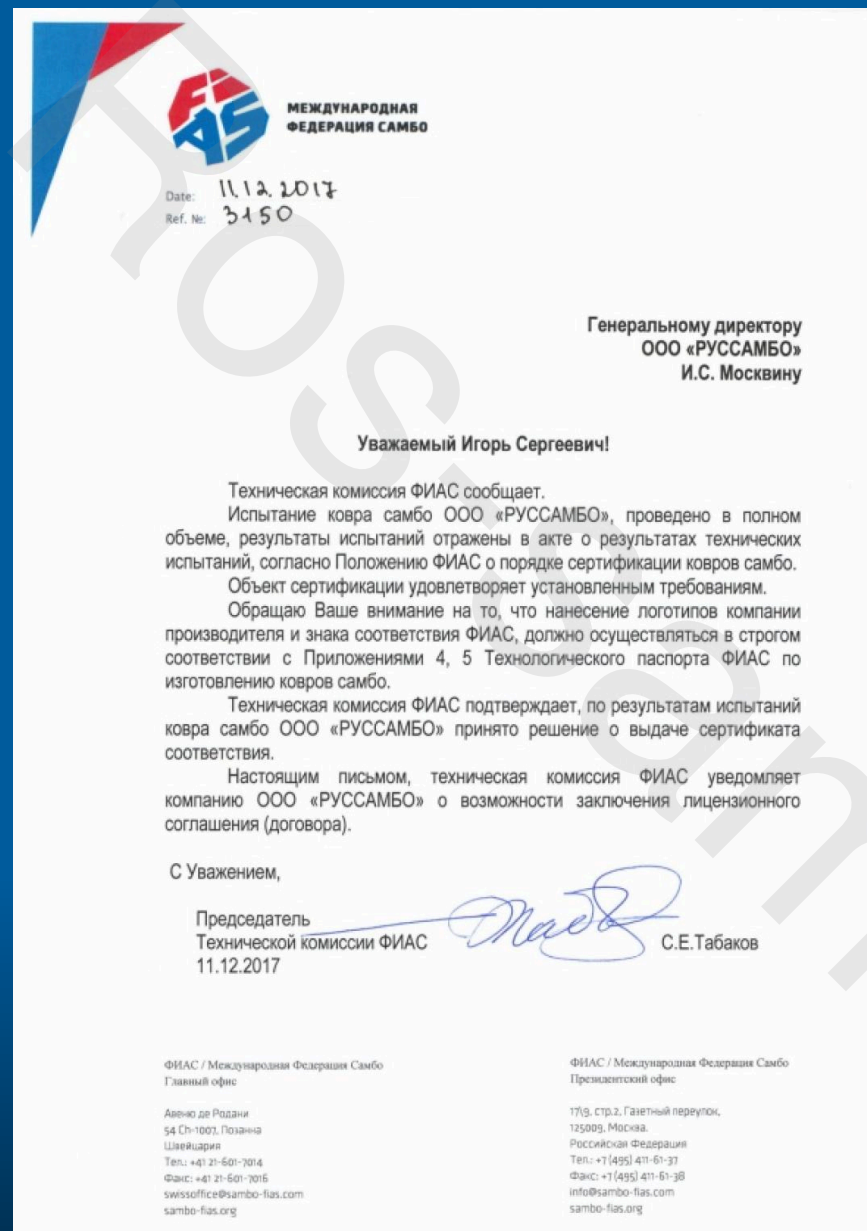 FIAS
МЕЖДУНАРОДНАЯ
ФЕДЕРАЦИЯ САМБО
Date: 11.12.2017
Ref. №: 3150
Генеральному директору
ООО «РУССАМБО»
И.С. Москвину
Уважаемый Игорь Сергеевич!
Техническая комиссия ФИАС сообщает.
Испытание ковра самбо ООО «РУССАМБО», проведено в полном
объеме, результаты испытаний отражены в акте о результатах технических
испытаний, согласно Положению ФИАС о порядке сертификации ковров самбо.
Объект сертификации удовлетворяет установленным требованиям.
Обращаю Ваше внимание на то, что нанесение логотипов компании
производителя и знака соответствия ФИАС, должно осуществляться в строгом
соответствии с Приложениями 4, 5 Технологического паспорта ФИАС по
изготовлению ковров самбо.
Техническая комиссия ФИАС подтверждает, по результатам испытаний
ковра самбо ООО «РУССАМБО» принято решение о выдаче сертификата
соответствия.
Настоящим письмом, техническая комиссия ФИАС уведомляет
компанию ООО «РУССАМБО» о возможности заключения лицензионного
соглашения (договора).
С Уважением,
Председатель
Технической комиссии ФИАС
С.Е.Табаков
11.12.2017
ФИАС / Международная Федерация Самбо
Главный офис
Авеню де Родани
54 Ch-1007, Лозанна
Швейцария
Тел.: +41 21-601-7014
Факс: +41 21-601-7016
swissoffice@sambo-fias.com
sambo-fias.org
ФИАС / Международная Федерация Самбо
Президентский офис
17\9, стр.2, Газетный переулок,
125009, Москва,
Российская Федерация
Тел.: +7 (495) 411-61-37
Факс: +7 (495) 411-61-38
info@sambo-fias.com
sambo-fias.org